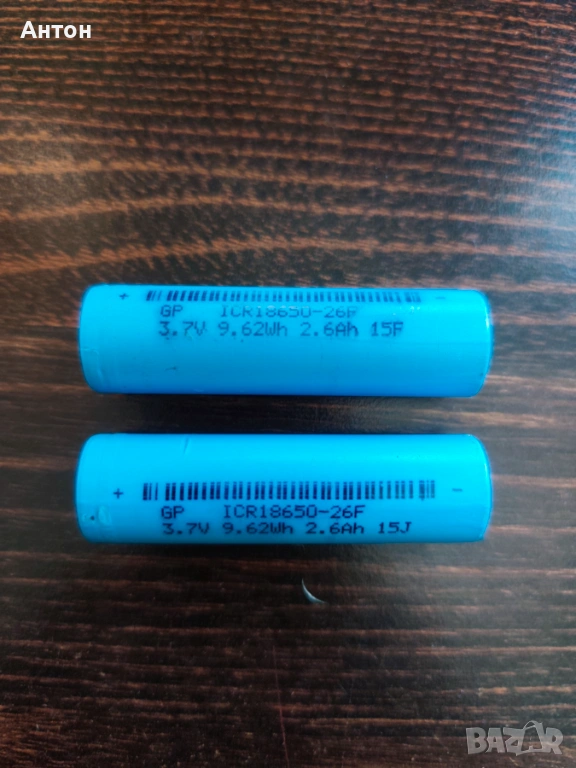 Антон
+ -
GP ICR18650-26F
3.7V 9.62Wh 2.6Ah 15F
+ -
GP ICR18650-26F
3.7V 9.62Wh 2.6Ah 15J
BAZAR